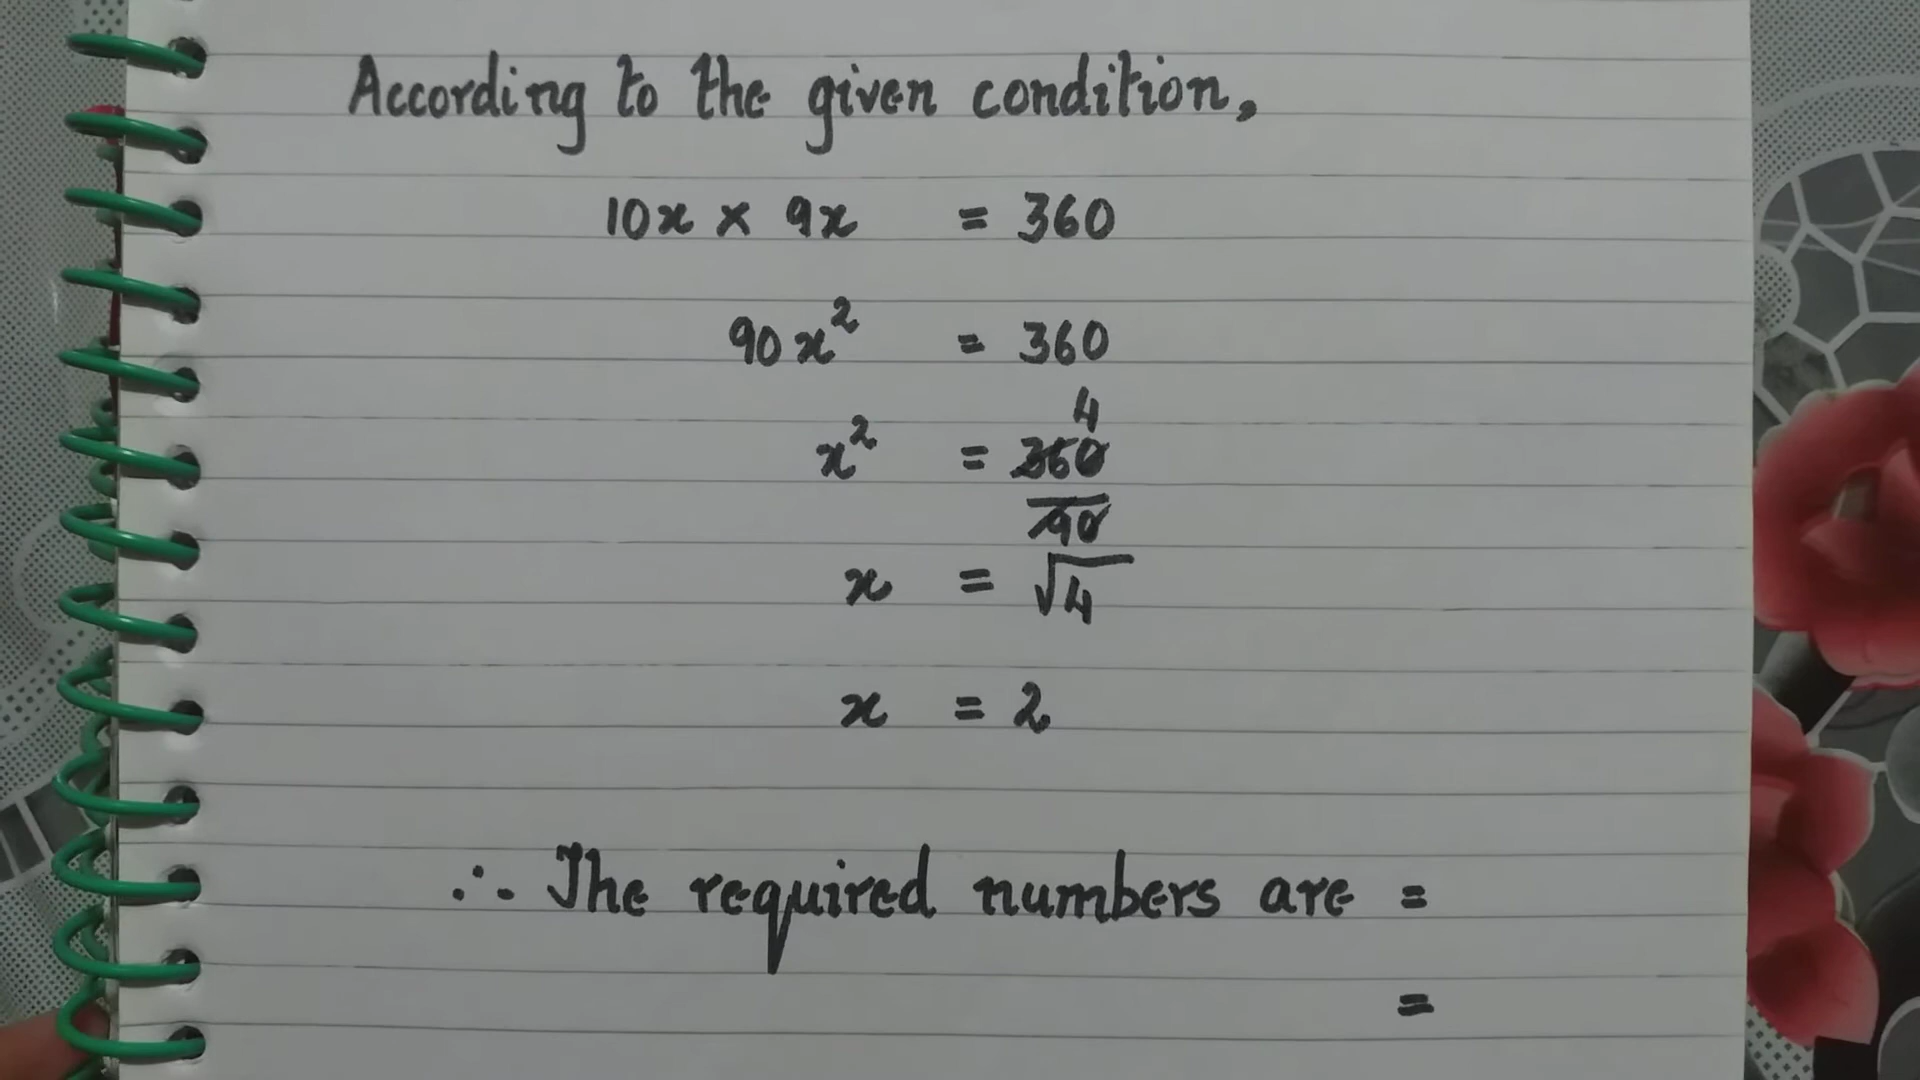 According to the given condition,
10x × 9x = 360
90x² = 360
4
x² = 360
90
x = √4
x = 2
∴ The required numbers are =
=